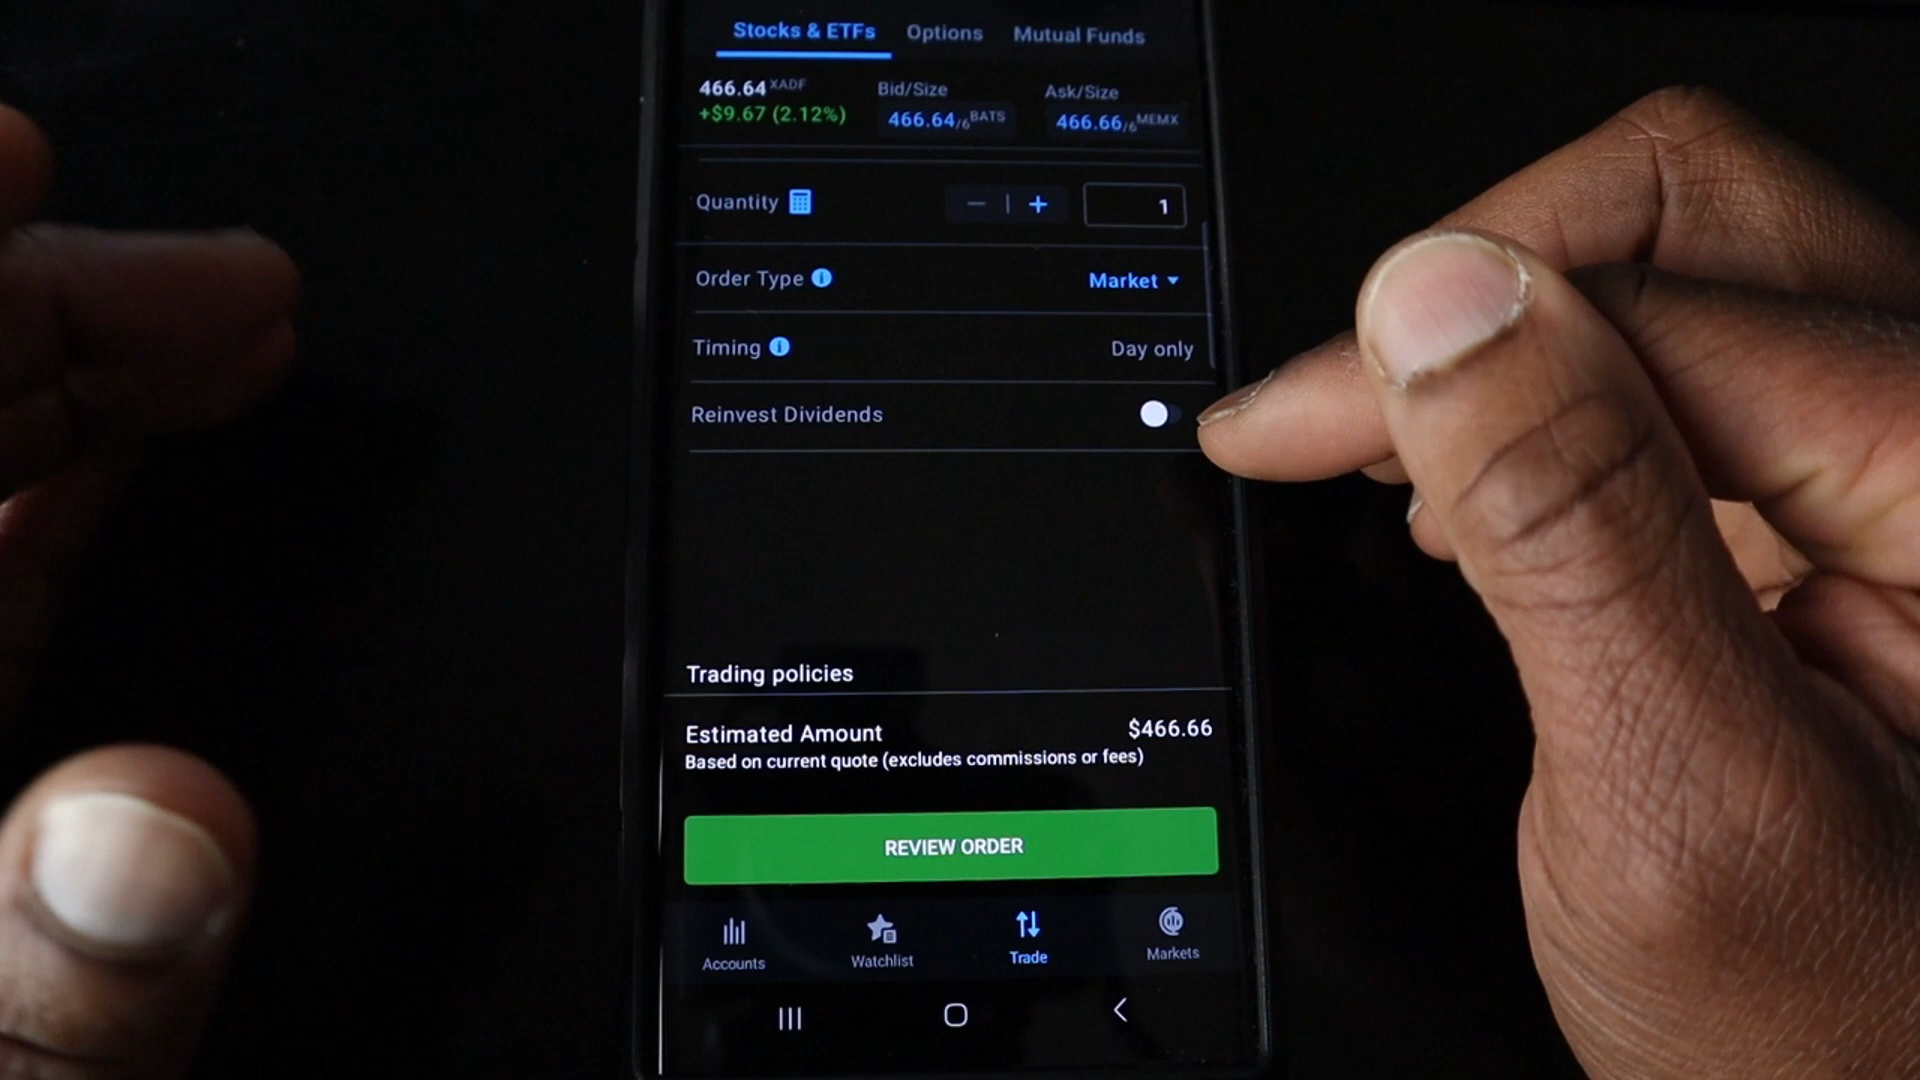 Stocks & ETFs Options Mutual Funds
466.64 XADF Bid/Size Ask/Size
+$9.67 (2.12%) 466.64/6 BATS 466.66/6 MEMX
Quantity 1
Order Type Market
Timing Day only
Reinvest Dividends
Trading policies
Estimated Amount $466.66
Based on current quote (excludes commissions or fees)
REVIEW ORDER
Accounts Watchlist Trade Markets